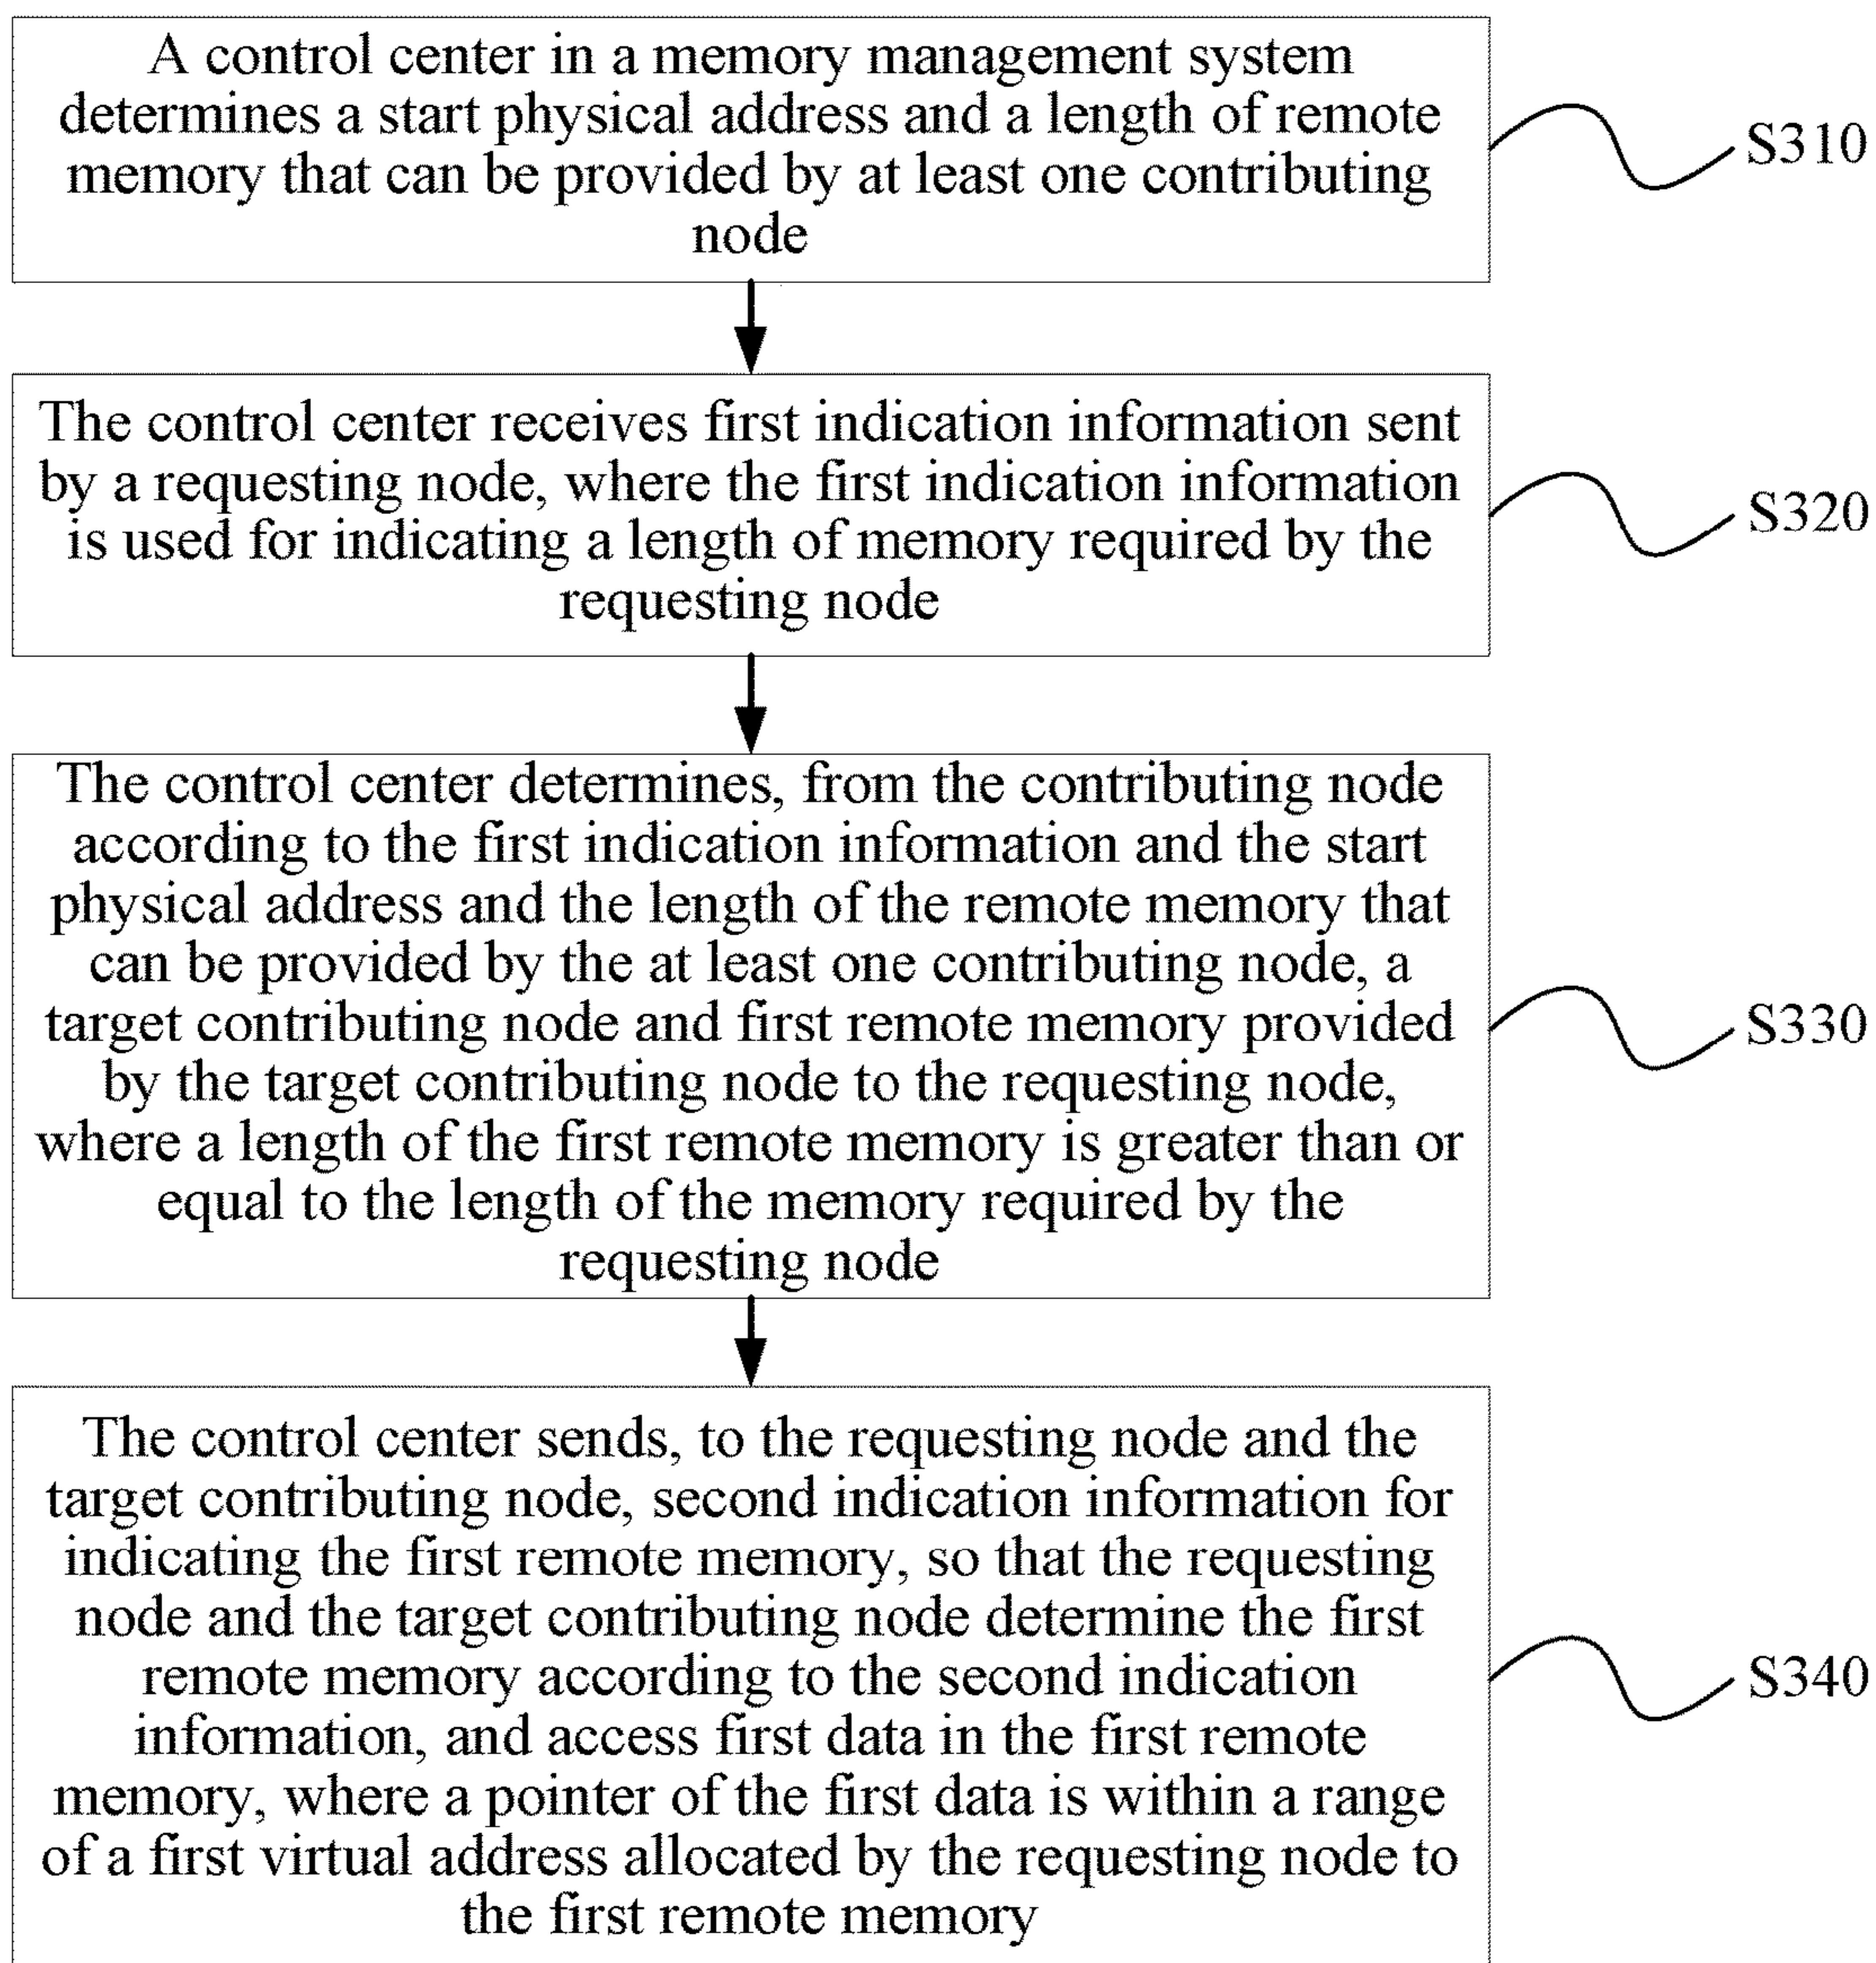 A control center in a memory management system
determines a start physical address and a length of remote
memory that can be provided by at least one contributing
node
S310
The control center receives first indication information sent
by a requesting node, where the first indication information
is used for indicating a length of memory required by the
requesting node
S320
The control center determines, from the contributing node
according to the first indication information and the start
physical address and the length of the remote memory that
can be provided by the at least one contributing node, a
target contributing node and first remote memory provided
by the target contributing node to the requesting node,
where a length of the first remote memory is greater than or
equal to the length of the memory required by the
requesting node
S330
The control center sends, to the requesting node and the
target contributing node, second indication information for
indicating the first remote memory, so that the requesting
node and the target contributing node determine the first
remote memory according to the second indication
information, and access first data in the first remote
memory, where a pointer of the first data is within a range
of a first virtual address allocated by the requesting node to
the first remote memory
S340